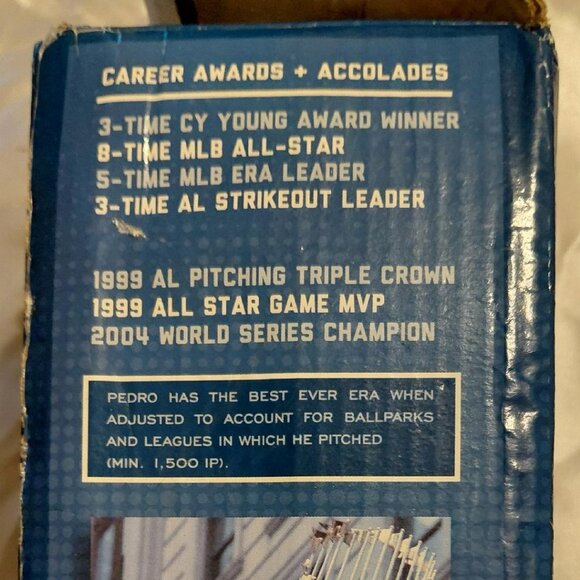 CAREER AWARDS + ACCOLADES
3-TIME CY YOUNG AWARD WINNER
8-TIME MLB ALL-STAR
5-TIME MLB ERA LEADER
3-TIME AL STRIKEOUT LEADER
1999 AL PITCHING TRIPLE CROWN
1999 ALL STAR GAME MVP
2004 WORLD SERIES CHAMPION
PEDRO HAS THE BEST EVER ERA WHEN
ADJUSTED TO ACCOUNT FOR BALLPARKS
AND LEAGUES IN WHICH HE PITCHED
(MIN. 1,500 IP).